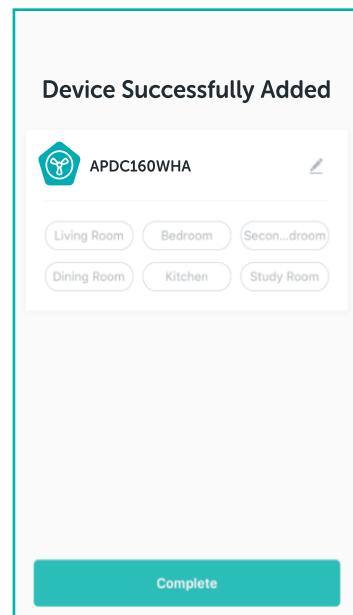 Device Successfully Added
APDC160WHA
Living Room Bedroom Secon...droom
Dining Room Kitchen Study Room
Complete